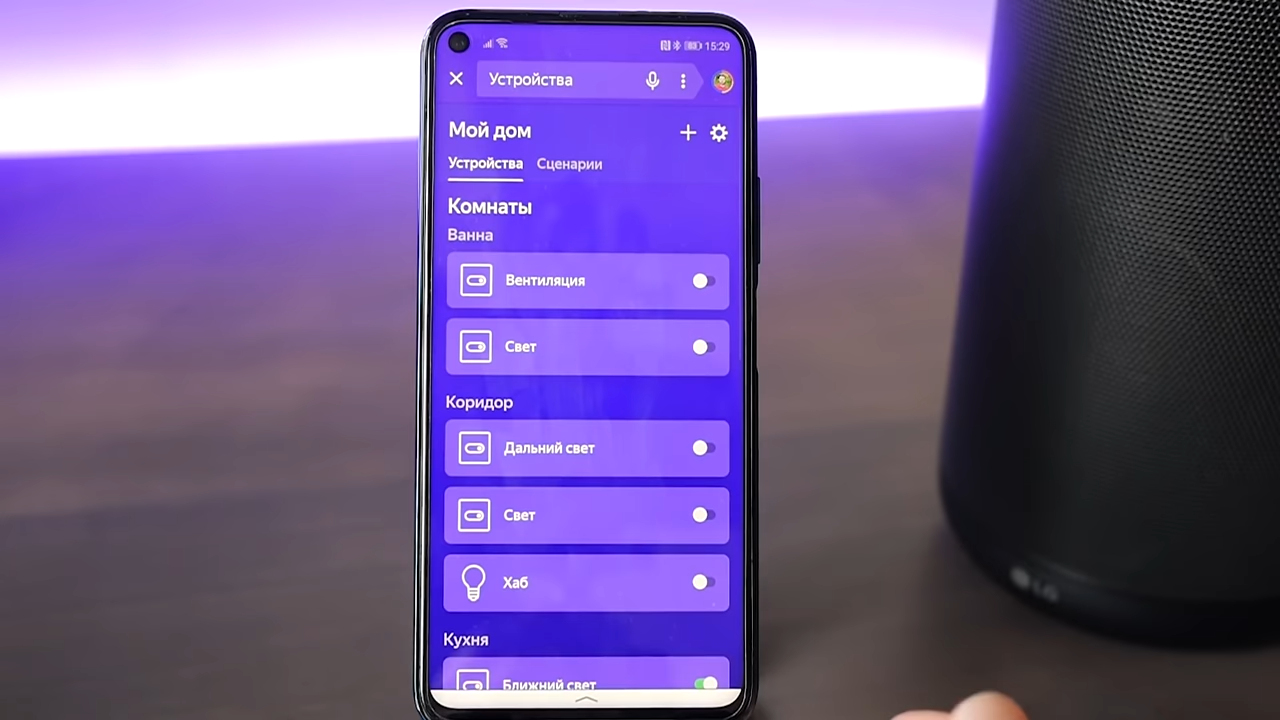 15:29
Устройства
Мой дом
Устройства Сценарии
Комнаты
Ванна
Вентиляция
Свет
Коридор
Дальний свет
Свет
Хаб
Кухня
Ближний свет
LG